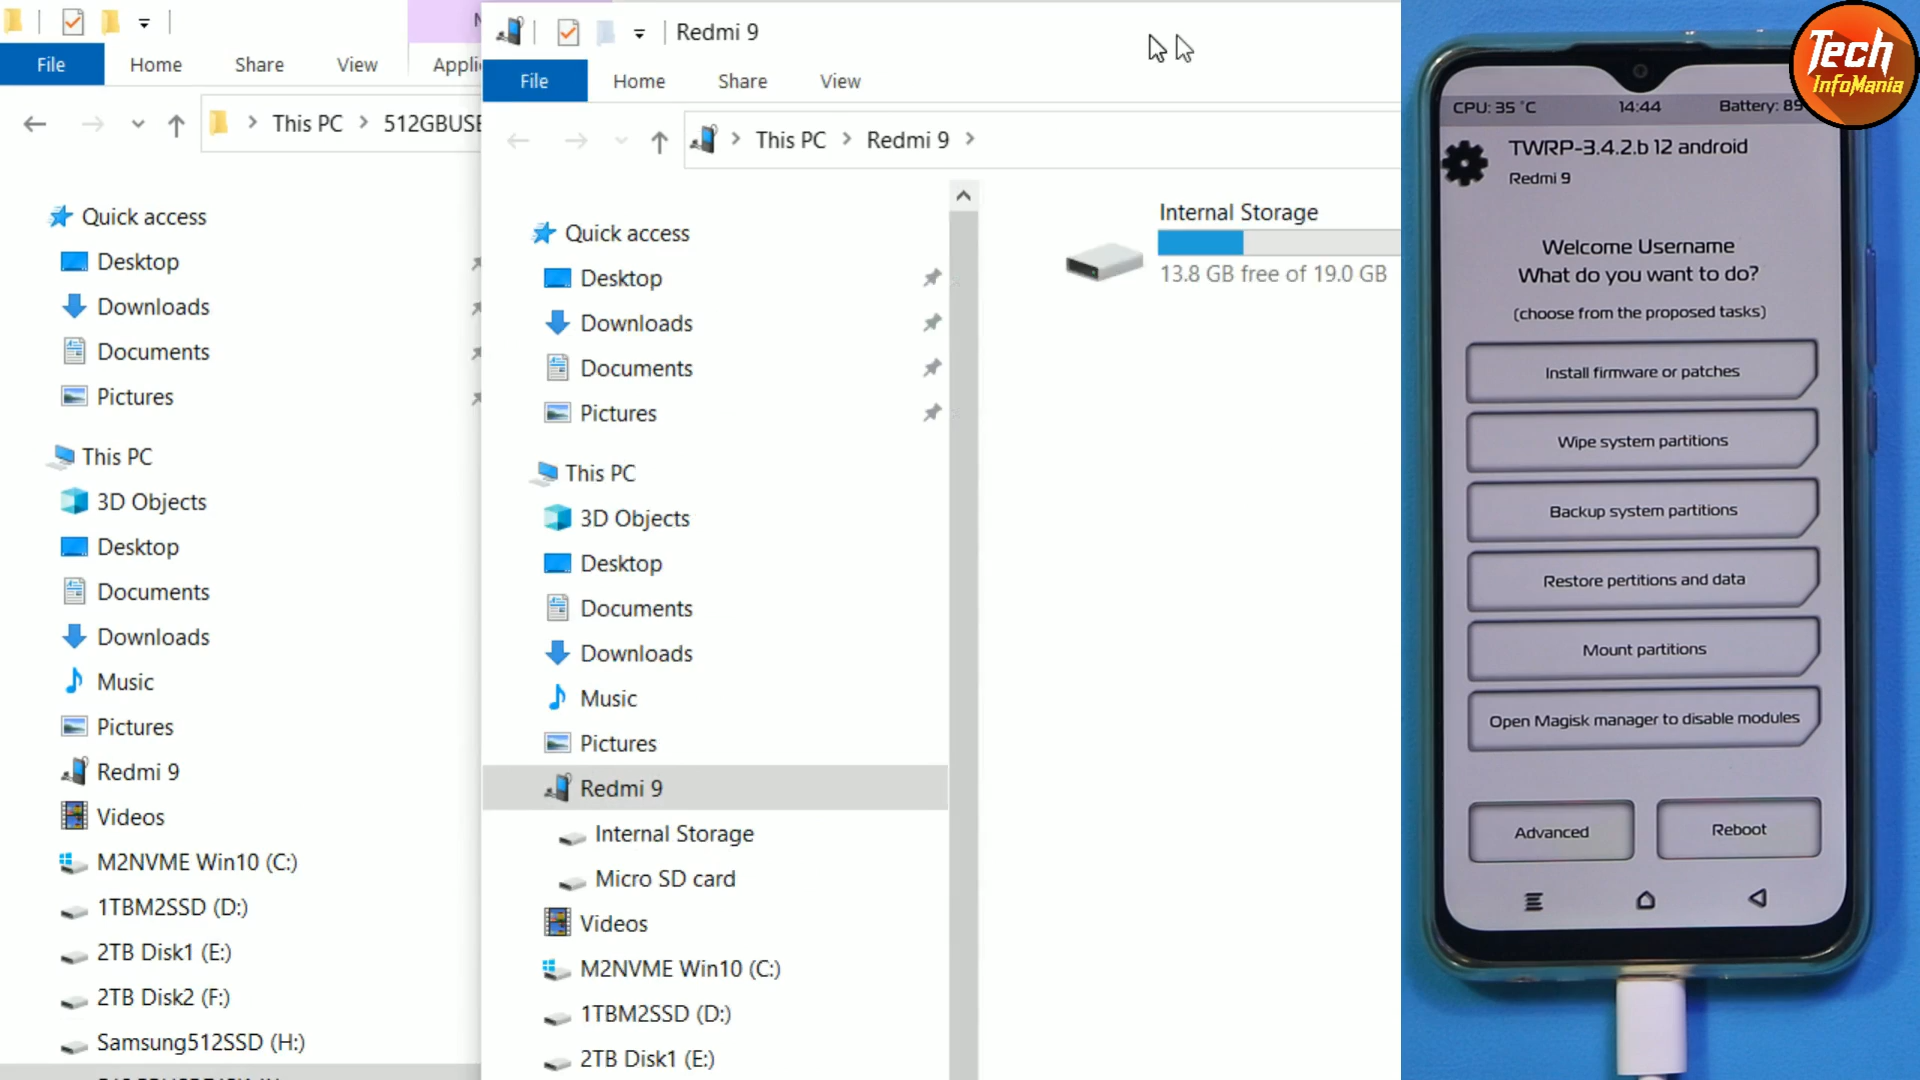 File
Home
Share
View
Appli
This PC
512GBUSB
Quick access
Desktop
Downloads
Documents
Pictures
This PC
3D Objects
Desktop
Documents
Downloads
Music
Pictures
Redmi 9
Videos
M2NVME Win10 (C:)
1TBM2SSD (D:)
2TB Disk1 (E:)
2TB Disk2 (F:)
Samsung512SSD (H:)
Redmi 9
File
Home
Share
View
This PC
Redmi 9
Quick access
Desktop
Downloads
Documents
Pictures
This PC
3D Objects
Desktop
Documents
Downloads
Music
Pictures
Redmi 9
Internal Storage
Micro SD card
Videos
M2NVME Win10 (C:)
1TBM2SSD (D:)
2TB Disk1 (E:)
Internal Storage
13.8 GB free of 19.0 GB
Tech
InfoMania
CPU: 35 °C
14:44
Battery: 89
TWRP-3.4.2.b 12 android
Redmi 9
Welcome Username
What do you want to do?
(choose from the proposed tasks)
Install firmware or patches
Wipe system partitions
Backup system partitions
Restore pertitions and data
Mount partitions
Open Magisk manager to disable modules
Advanced
Reboot